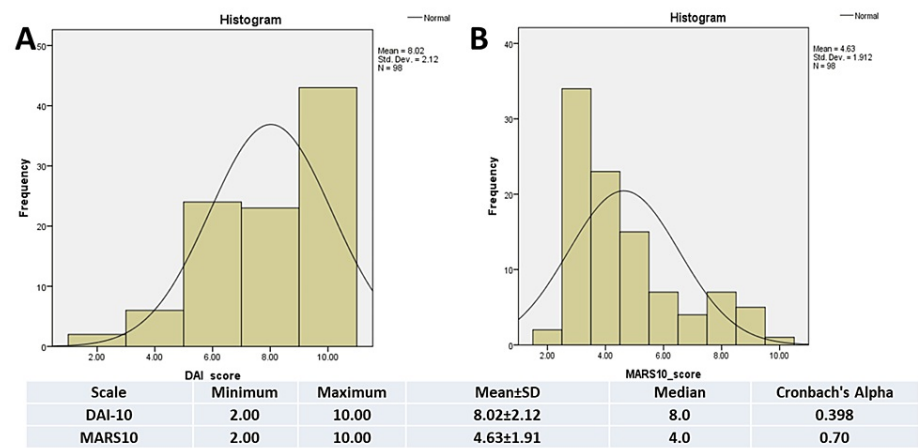 A
Histogram
Normal
Mean = 8.02
Std. Dev. = 2.12
N = 98
Frequency
50
40
30
20
10
0
2.00 4.00 6.00 8.00 10.00
DAI_score
B
Histogram
Normal
Mean = 4.63
Std. Dev. = 1.912
N = 98
Frequency
40
30
20
10
0
2.00 4.00 6.00 8.00 10.00
MARS10_score
Scale Minimum Maximum Mean±SD Median Cronbach's Alpha
DAI-10 2.00 10.00 8.02±2.12 8.0 0.398
MARS10 2.00 10.00 4.63±1.91 4.0 0.70